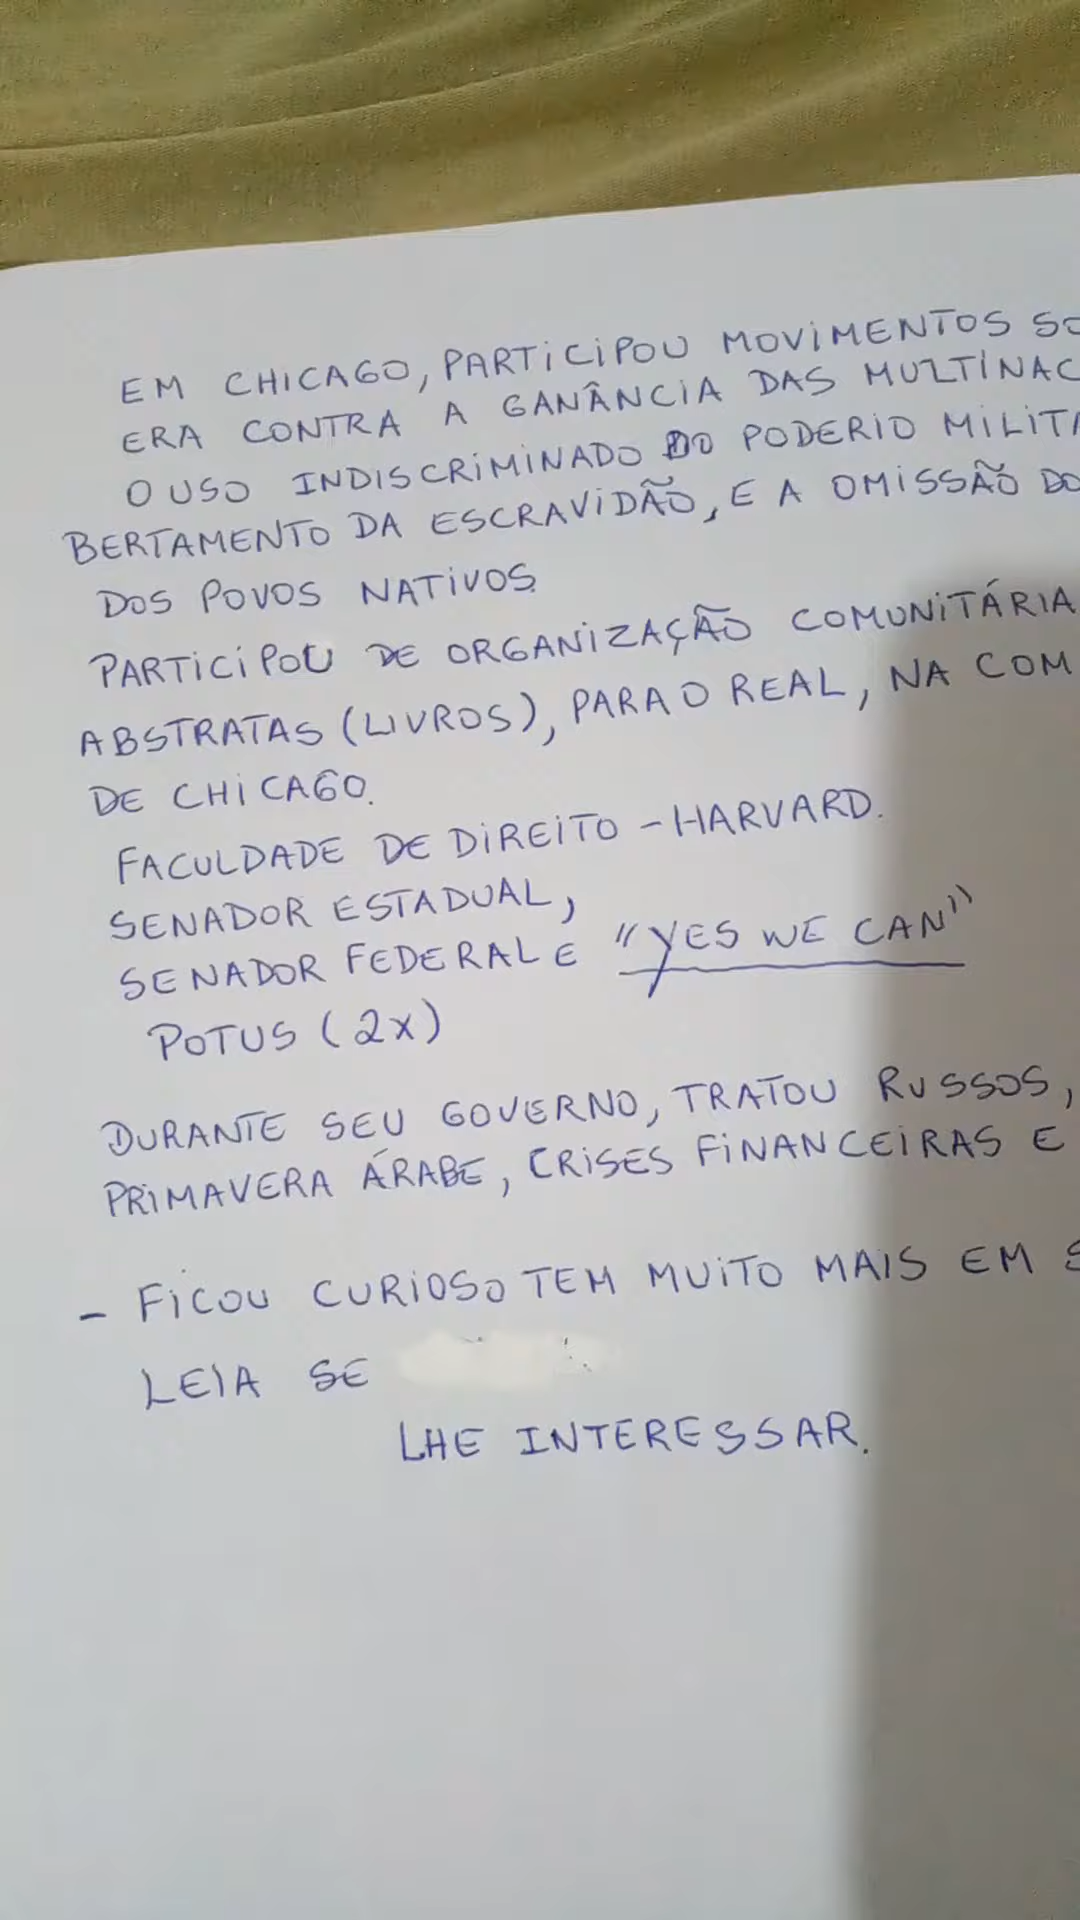 EM CHICAGO, PARTICIPOU MOVIMENTOS SO
ERA CONTRA A GANÂNCIA DAS MULTINAC
O USO INDISCRIMINADO DO PODERIO MILITA
BERTAMENTO DA ESCRAVIDÃO, E A OMISSÃO DO
DOS POVOS NATIVOS.
PARTICIPOU DE ORGANIZAÇÃO COMUNITÁRIA
ABSTRATAS (LIVROS), PARA O REAL, NA COM
DE CHICAGO.
FACULDADE DE DIREITO - HARVARD.
SENADOR ESTADUAL,
SENADOR FEDERAL E "YES WE CAN"
POTUS (2X)
DURANTE SEU GOVERNO, TRATOU RUSSOS,
PRIMAVERA ÁRABE, CRISES FINANCEIRAS E
- FICOU CURIOSO TEM MUITO MAIS EM S
LEIA SE
LHE INTERESSAR.